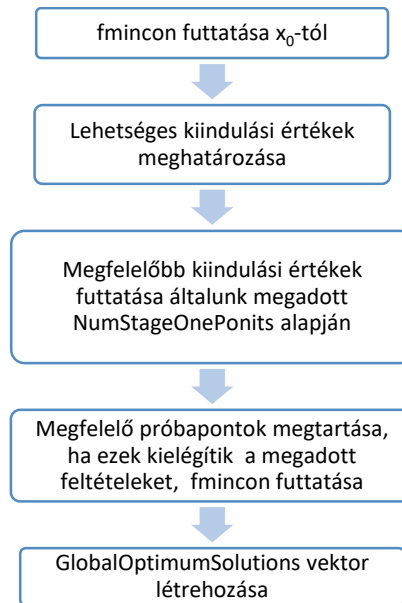 fmincon futtatása x₀-tól
Lehetséges kiindulási értékek
meghatározása
Megfelelőbb kiindulási értékek
futtatása általunk megadott
NumStageOnePonits alapján
Megfelelő próbapontok megtartása,
ha ezek kielégítik a megadott
feltételeket, fmincon futtatása
GlobalOptimumSolutions vektor
létrehozása